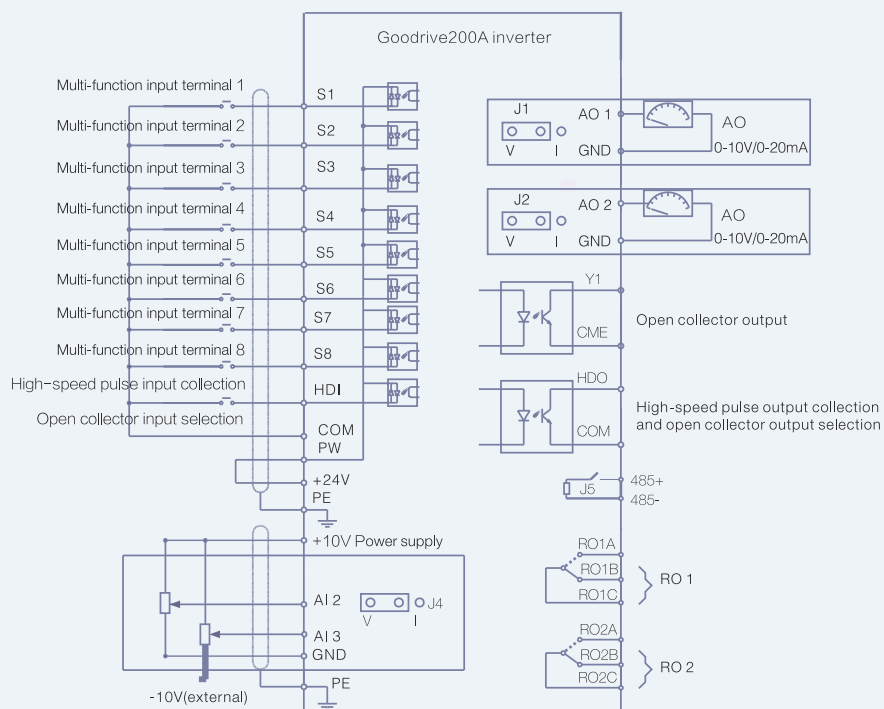 Goodrive200A inverter
Multi-function input terminal 1
S1
Multi-function input terminal 2
S2
Multi-function input terminal 3
S3
Multi-function input terminal 4
S4
Multi-function input terminal 5
S5
Multi-function input terminal 6
S6
Multi-function input terminal 7
S7
Multi-function input terminal 8
S8
High-speed pulse input collection
HDI
Open collector input selection
COM
PW
+24V
PE
+10V Power supply
AI 2
J4
V I
AI 3
GND
-10V(external)
PE
J1
V I
AO 1
GND
AO
0-10V/0-20mA
J2
V I
AO 2
GND
AO
0-10V/0-20mA
Y1
CME
Open collector output
HDO
COM
High-speed pulse output collection
and open collector output selection
J5
485+
485-
RO1A
RO1B
RO1C
RO 1
RO2A
RO2B
RO2C
RO 2